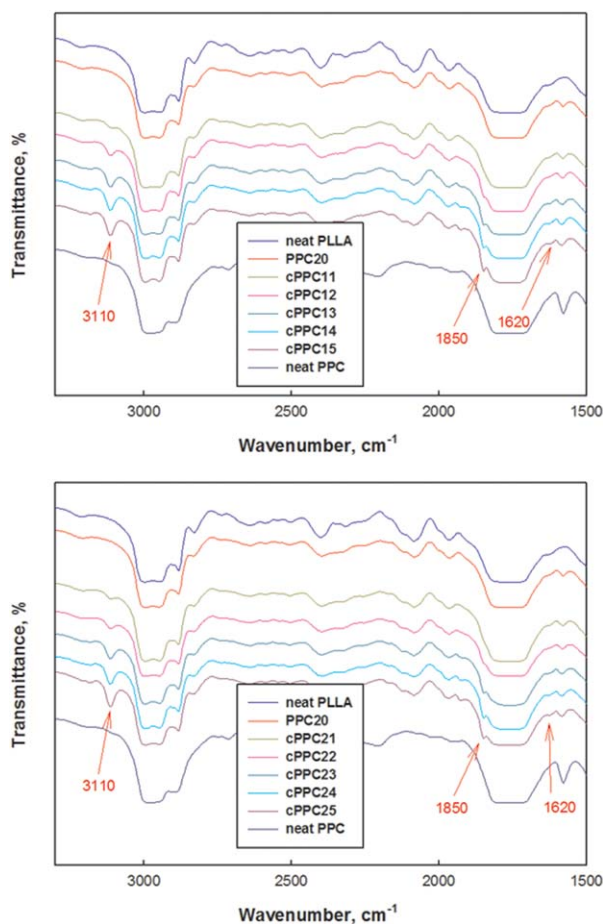 Transmittance, %
neat PLLA
PPC20
cPPC11
cPPC12
cPPC13
cPPC14
cPPC15
neat PPC
3110
1850
1620
3000
2500
2000
1500
Wavenumber, cm⁻¹
Transmittance, %
neat PLLA
PPC20
cPPC21
cPPC22
cPPC23
cPPC24
cPPC25
neat PPC
3110
1850
1620
3000
2500
2000
1500
Wavenumber, cm⁻¹